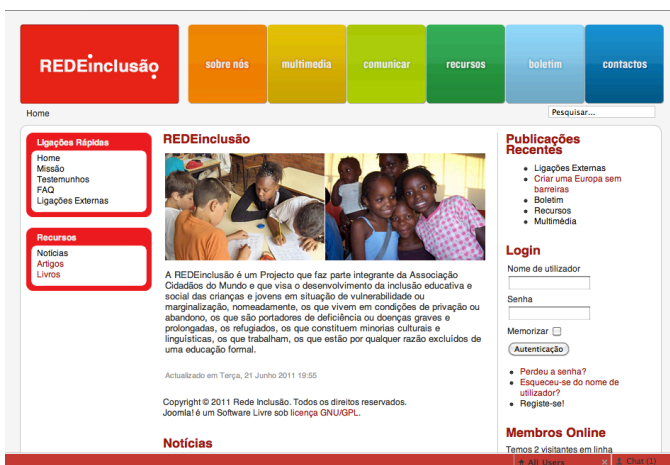 REDEinclusão
sobre nós
multimedia
comunicar
recursos
boletim
contactos
Home
Pesquisar...
Ligações Rápidas
Home
Missão
Testemunhos
FAQ
Ligações Externas
Recursos
Notícias
Artigos
Livros
REDEinclusão
A REDEinclusão é um Projecto que faz parte integrante da Associação
Cidadãos do Mundo e que visa o desenvolvimento da inclusão educativa e
social das crianças e jovens em situação de vulnerabilidade ou
marginalização, nomeadamente, os que vivem em condições de privação ou
abandono, os que são portadores de deficiência ou doenças graves e
prolongadas, os refugiados, os que constituem minorias culturais e
linguísticas, os que trabalham, os que estão por qualquer razão excluídos de
uma educação formal.
Actualizado em Terça, 21 Junho 2011 19:55
Copyright © 2011 Rede Inclusão. Todos os direitos reservados.
Joomla! é um Software Livre sob licença GNU/GPL.
Notícias
Publicações
Recentes
Ligações Externas
Criar uma Europa sem
barreiras
Boletim
Recursos
Multimédia
Login
Nome de utilizador
Senha
Memorizar
Autenticação
Perdeu a senha?
Esqueceu-se do nome de
utilizador?
Registe-se!
Membros Online
Temos 2 visitantes em linha
All Users
Chat (1)